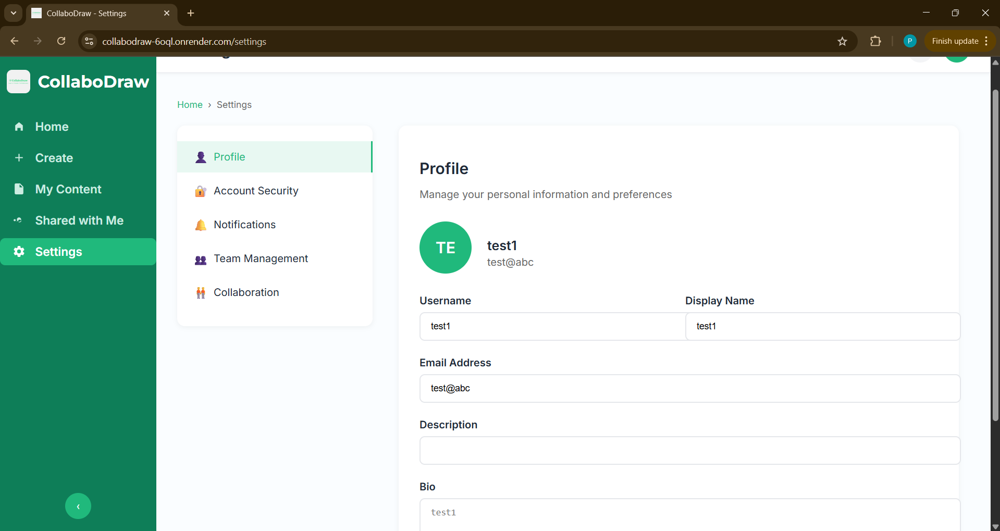 CollaboDraw - Settings
collabodraw-6oql.onrender.com/settings
P
Finish update
CollaboDraw
Home
Create
My Content
Shared with Me
Settings
Home › Settings
Profile
Account Security
Notifications
Team Management
Collaboration
Profile
Manage your personal information and preferences
TE
test1
test@abc
Username
Display Name
test1
test1
Email Address
test@abc
Description
Bio
test1